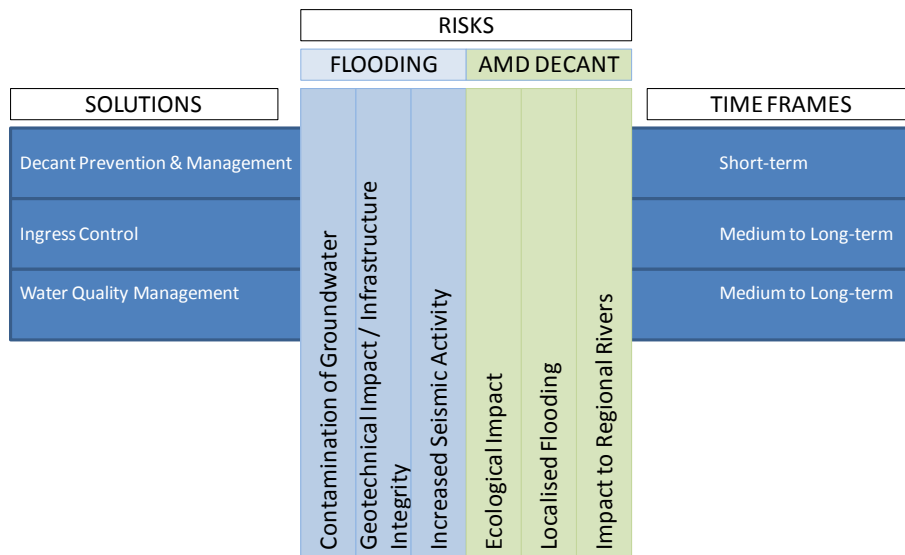 RISKS
FLOODING
AMD DECANT
SOLUTIONS
TIME FRAMES
Decant Prevention & Management
Short-term
Ingress Control
Medium to Long-term
Water Quality Management
Medium to Long-term
Contamination of Groundwater
Geotechnical Impact / Infrastructure
Integrity
Increased Seismic Activity
Ecological Impact
Localised Flooding
Impact to Regional Rivers